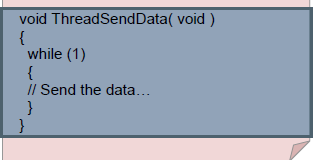 void ThreadSendData( void )
{
while (1)
{
// Send the data…
}
}